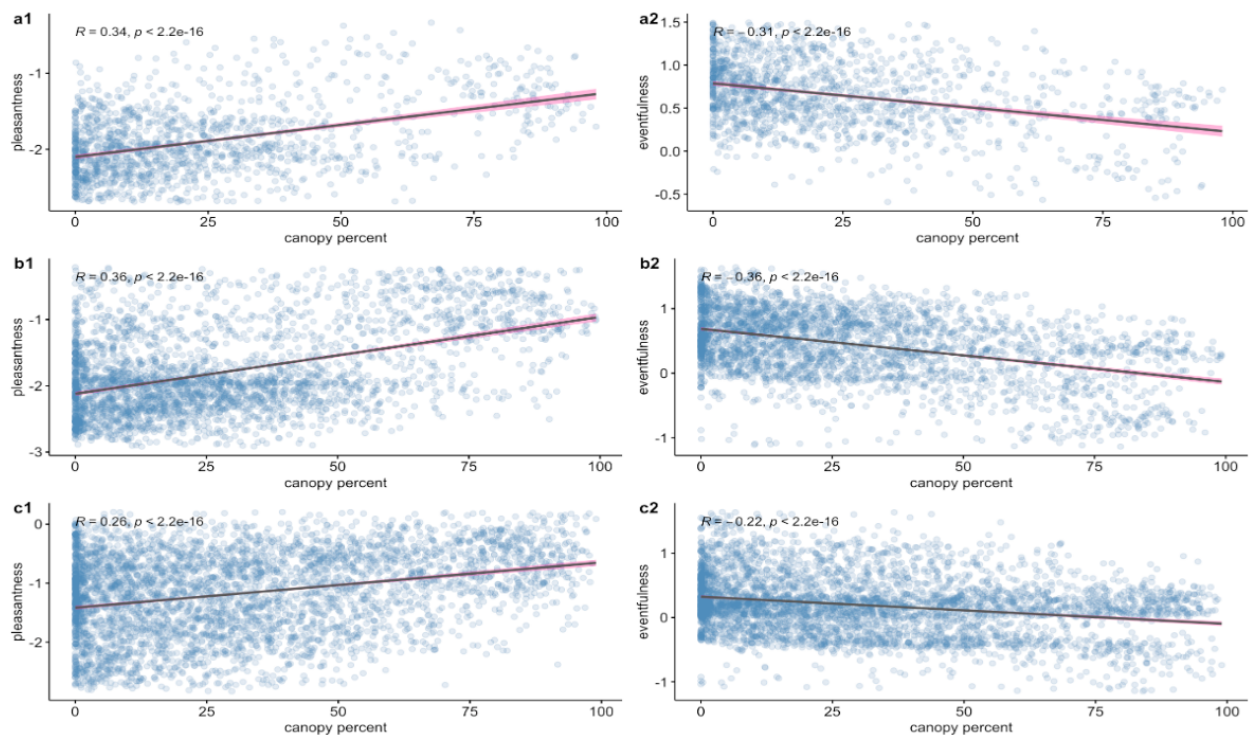 a1
R = 0.34, p < 2.2e-16
pleasantness
-1
-2
0 25 50 75 100
canopy percent
a2
R = −0.31, p < 2.2e-16
eventfulness
1.5
1.0
0.5
0.0
-0.5
0 25 50 75 100
canopy percent
b1
R = 0.36, p < 2.2e-16
pleasantness
-1
-2
-3
0 25 50 75 100
canopy percent
b2
R = −0.36, p < 2.2e-16
eventfulness
1
0
-1
0 25 50 75 100
canopy percent
c1
R = 0.26, p < 2.2e-16
pleasantness
0
-1
-2
0 25 50 75 100
canopy percent
c2
R = −0.22, p < 2.2e-16
eventfulness
1
0
-1
0 25 50 75 100
canopy percent